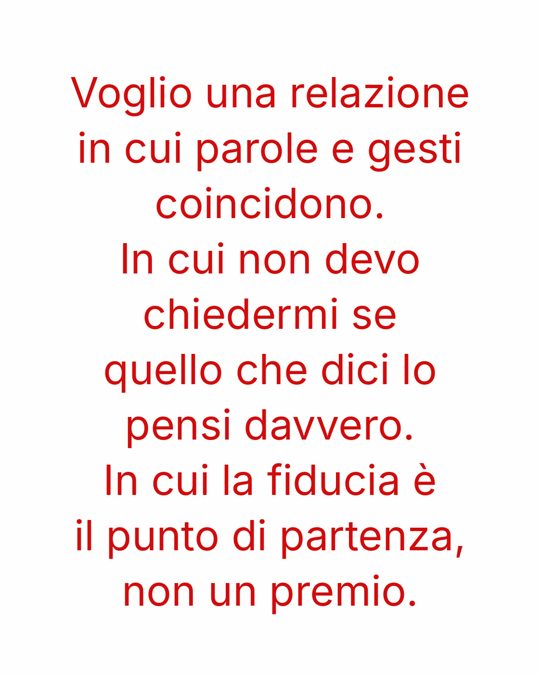 Voglio una relazione
in cui parole e gesti
coincidono.
In cui non devo
chiedermi se
quello che dici lo
pensi davvero.
In cui la fiducia è
il punto di partenza,
non un premio.